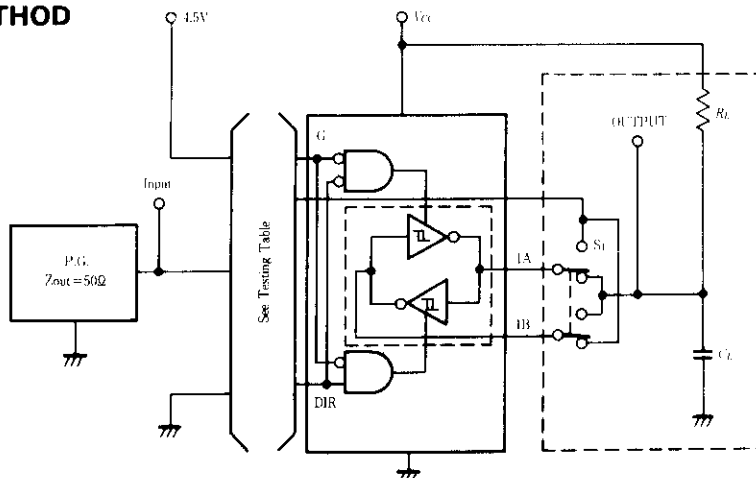 THOD
4.5V
Vcc
RL
OUTPUT
G
Input
P.G.
Zout=50Ω
See Testing Table
S1
1A
1B
CL
DIR